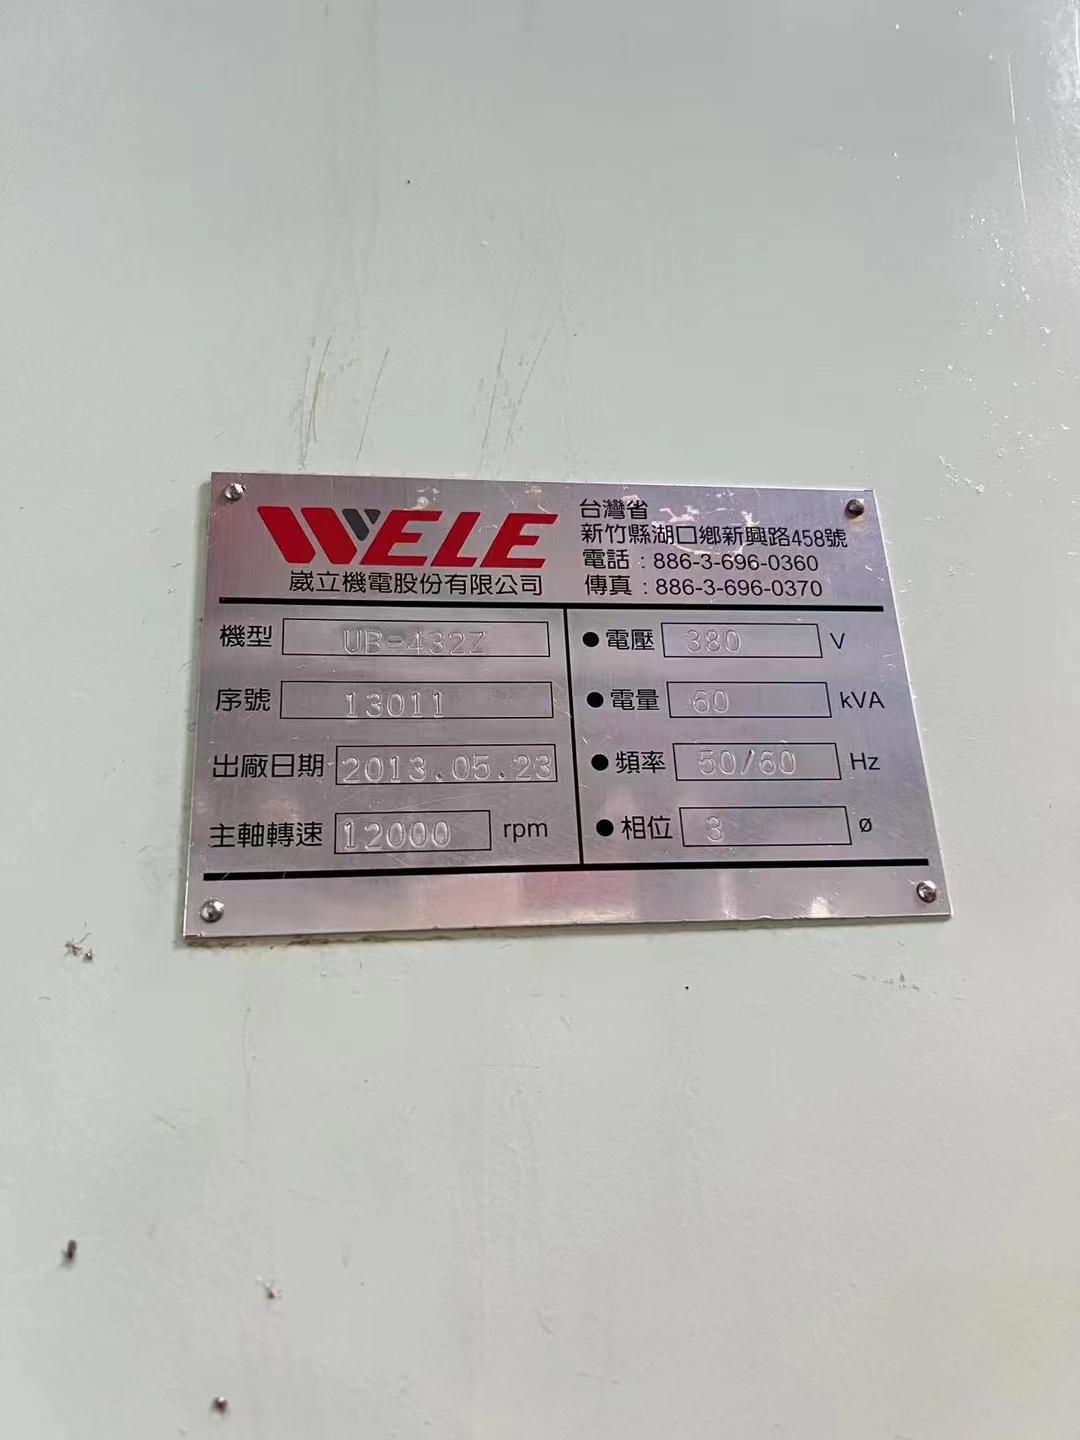 WELE
崴立機電股份有限公司
台灣省
新竹縣湖口鄉新興路458號
電話：886-3-696-0360
傳真：886-3-696-0370
機型 UB-432Z
序號 13011
出廠日期 2013.05.23
主軸轉速 12000 rpm
●電壓 380 V
●電量 60 kVA
●頻率 50/60 Hz
●相位 3 ø